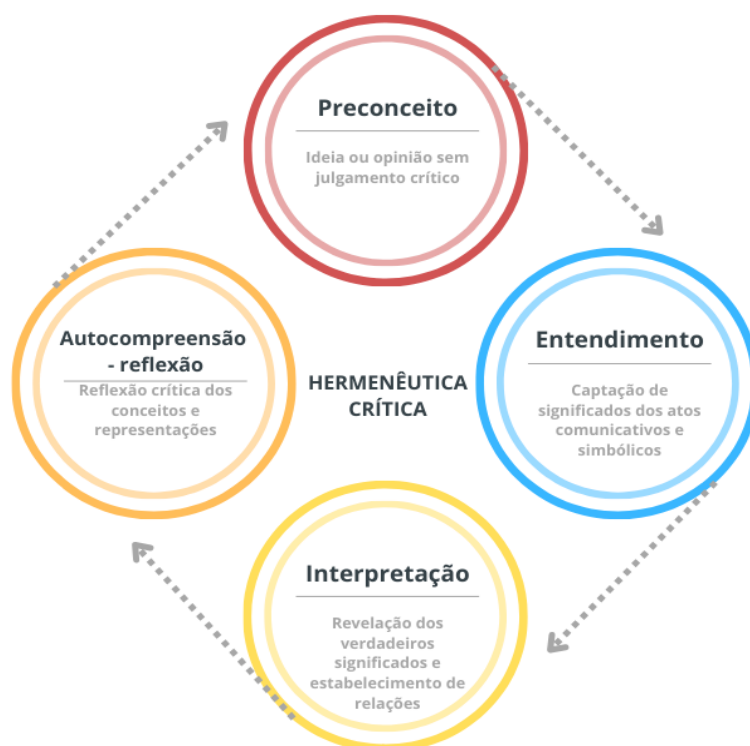 Preconceito
Ideia ou opinião sem
julgamento crítico
Autocompreensão
- reflexão
Reflexão crítica dos
conceitos e
representações
HERMENÊUTICA
CRÍTICA
Entendimento
Captação de
significados dos atos
comunicativos e
simbólicos
Interpretação
Revelação dos
verdadeiros
significados e
estabelecimento de
relações